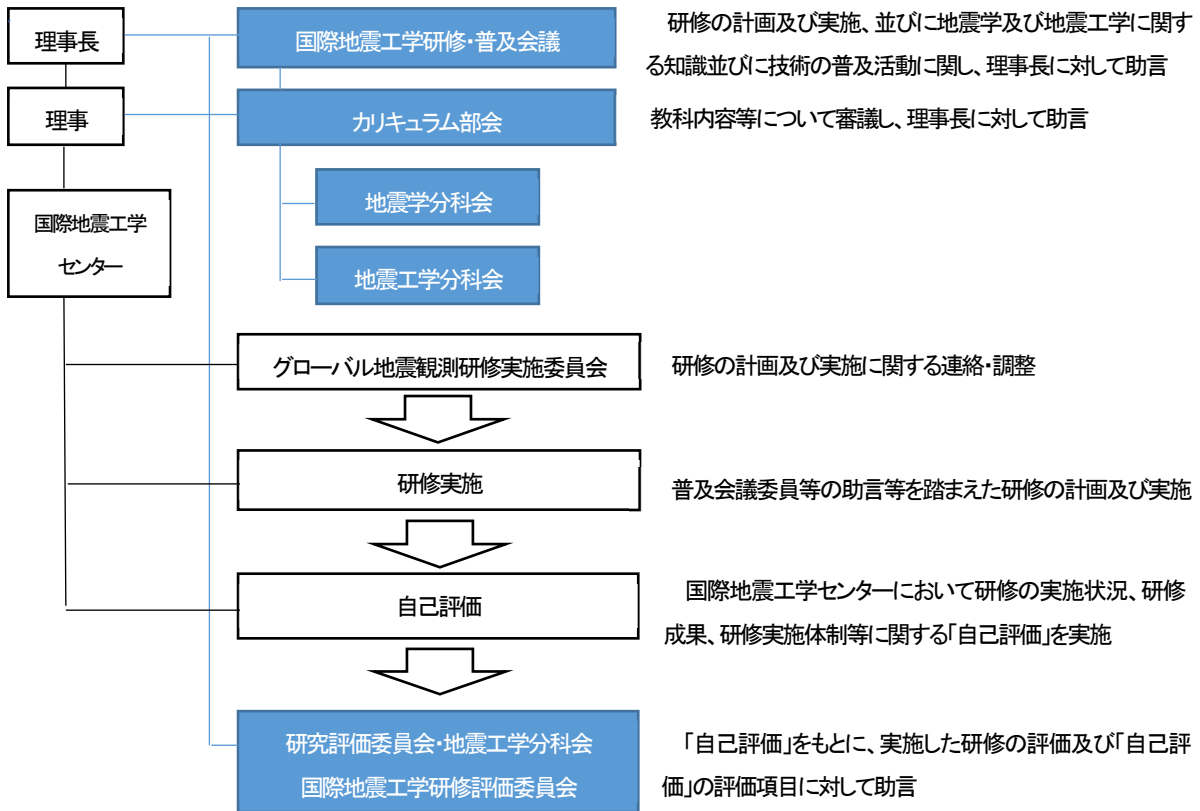 理事長
国際地震工学研修・普及会議
研修の計画及び実施、並びに地震学及び地震工学に関す
る知識並びに技術の普及活動に関し、理事長に対して助言
理事
カリキュラム部会
教科内容等について審議し、理事長に対して助言
地震学分科会
国際地震工学
センター
地震工学分科会
グローバル地震観測研修実施委員会
研修の計画及び実施に関する連絡・調整
研修実施
普及会議委員等の助言等を踏まえた研修の計画及び実施
自己評価
国際地震工学センターにおいて研修の実施状況、研修
成果、研修実施体制等に関する「自己評価」を実施
研究評価委員会・地震工学分科会
国際地震工学研修評価委員会
「自己評価」をもとに、実施した研修の評価及び「自己評
価」の評価項目に対して助言